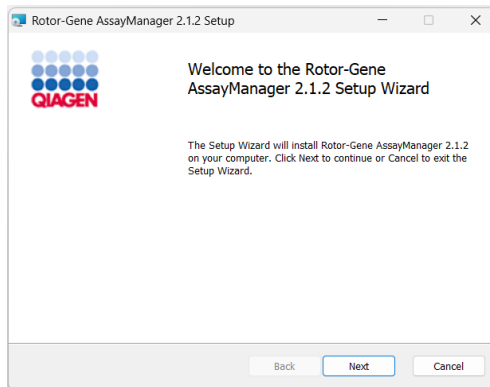 Rotor-Gene AssayManager 2.1.2 Setup
QIAGEN
Welcome to the Rotor-Gene
AssayManager 2.1.2 Setup Wizard
The Setup Wizard will install Rotor-Gene AssayManager 2.1.2
on your computer. Click Next to continue or Cancel to exit the
Setup Wizard.
Back Next Cancel